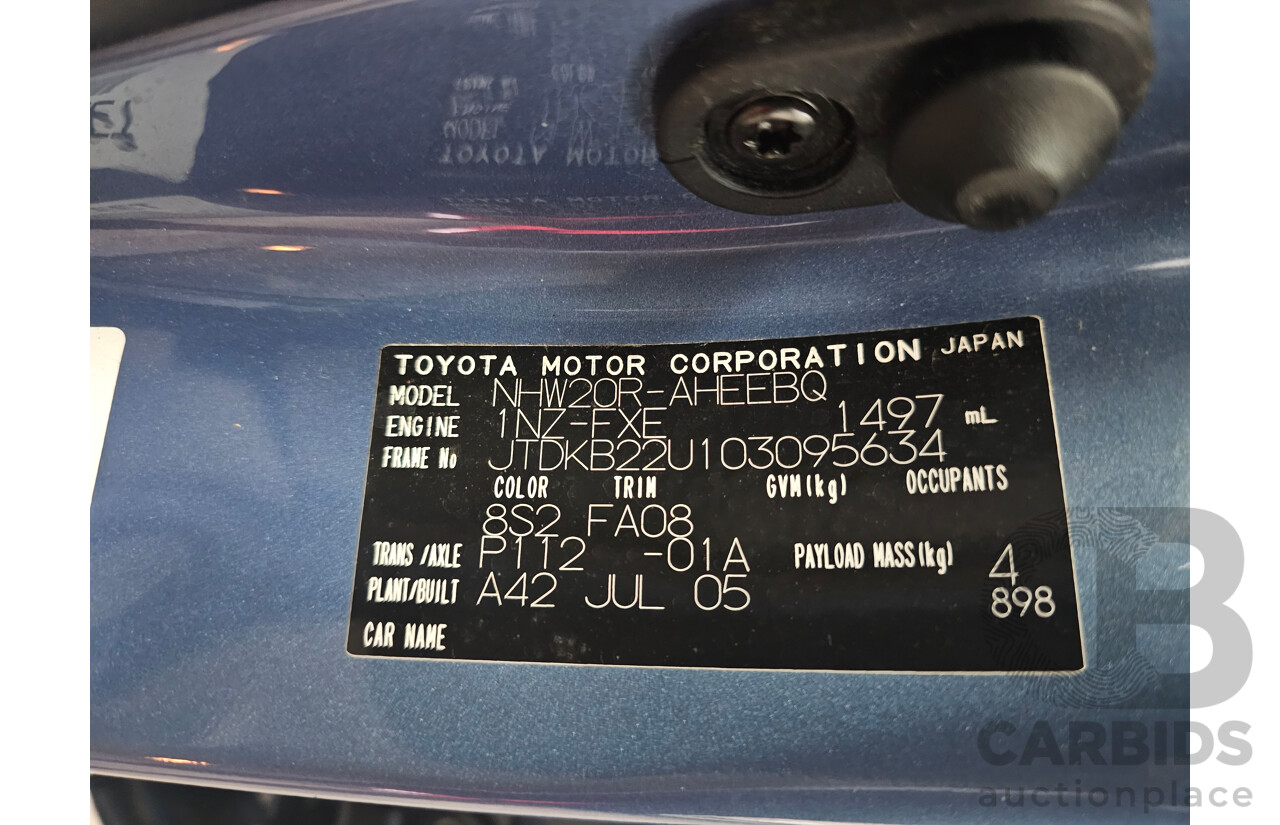 TOYOTA MOTOR CORPORATION JAPAN
MODEL NHW20R-AHEEBQ
ENGINE 1NZ-FXE 1497 mL
FRAME No JTDKB22U103095634
COLOR TRIM GVM(kg) OCCUPANTS
8S2 FA08
TRANS/AXLE P112 -01A PAYLOAD MASS(kg) 4
PLANT/BUILT A42 JUL 05 898
CAR NAME
B
CARBIDS
auctionplace